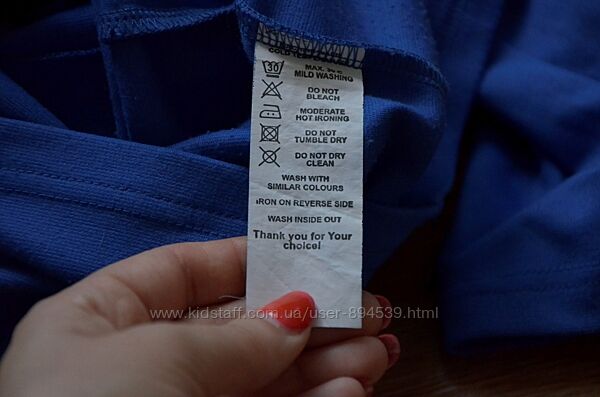 MAX. 30 C
30
MILD WASHING
DO NOT
BLEACH
MODERATE
HOT IRONING
DO NOT
TUMBLE DRY
DO NOT DRY
CLEAN
WASH WITH
SIMILAR COLOURS
IRON ON REVERSE SIDE
WASH INSIDE OUT
Thank you for Your
choice!
www.kidstaff.com.ua/user-894539.html